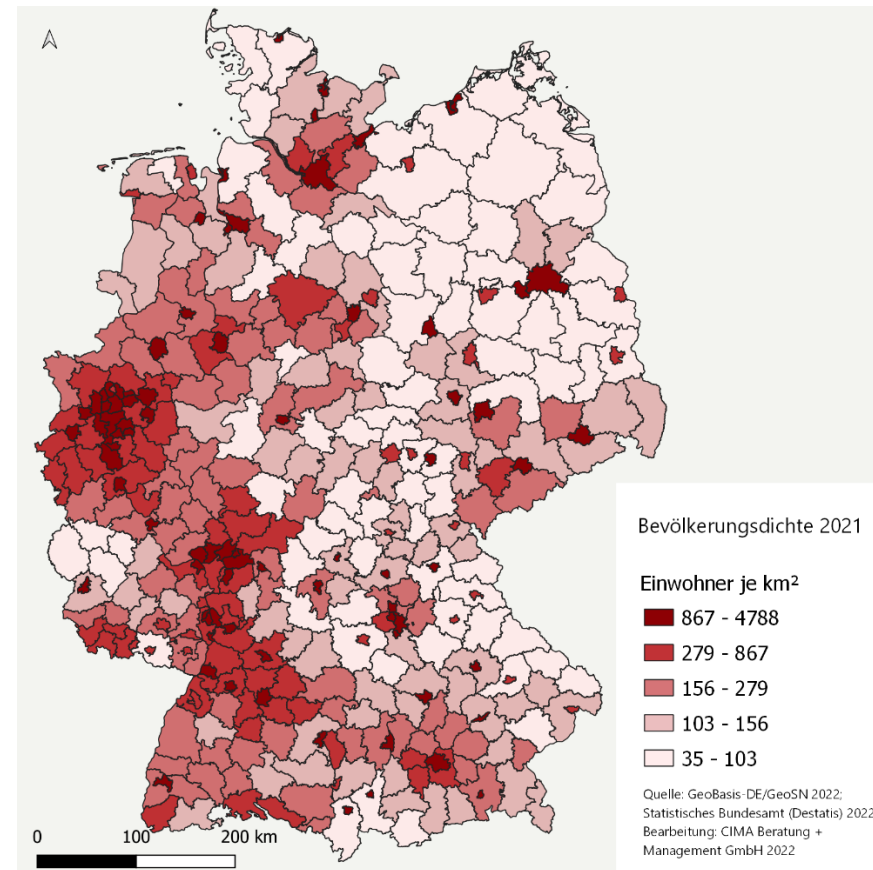 Bevölkerungsdichte 2021
Einwohner je km²
867 - 4788
279 - 867
156 - 279
103 - 156
35 - 103
Quelle: GeoBasis-DE/GeoSN 2022;
Statistisches Bundesamt (Destatis) 2022
Bearbeitung: CIMA Beratung +
Management GmbH 2022
0 100 200 km